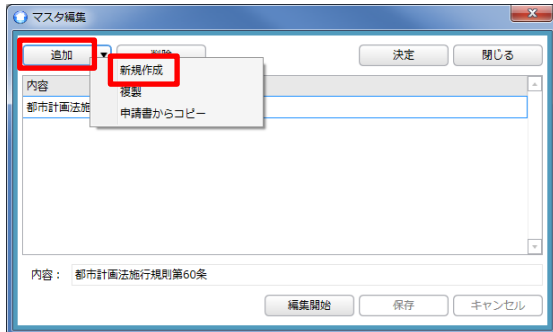 マスタ編集
追加
決定
閉じる
新規作成
複製
申請書からコピー
内容
都市計画法施
内容： 都市計画法施行規則第60条
編集開始
保存
キャンセル